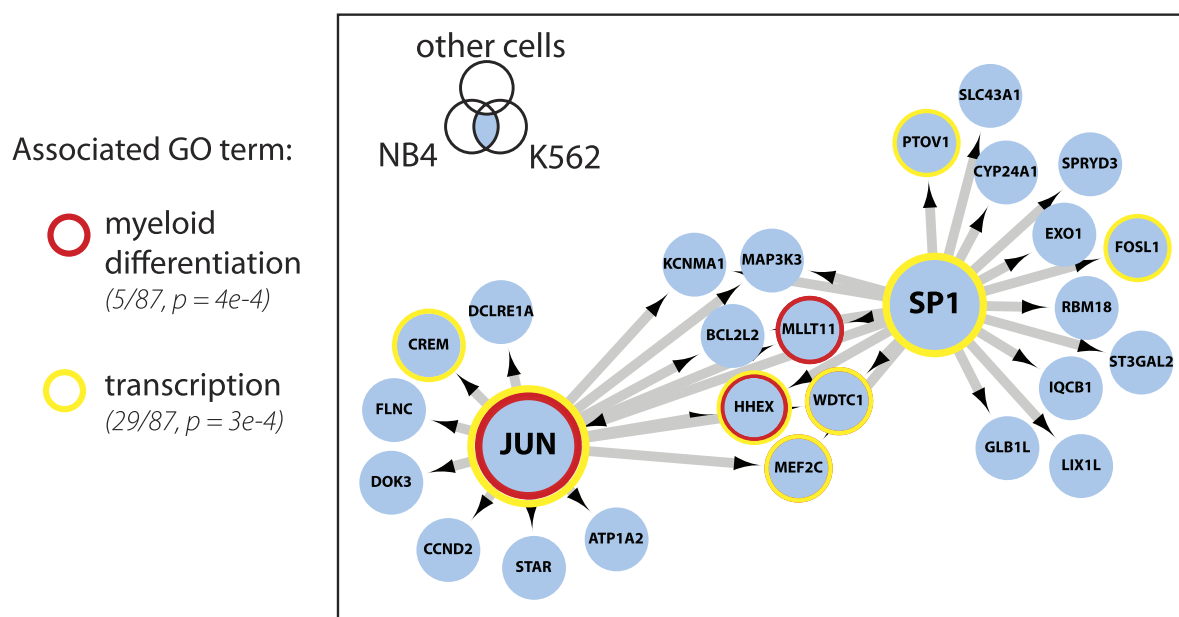 Associated GO term:
myeloid
differentiation
(5/87, p = 4e-4)
transcription
(29/87, p = 3e-4)
other cells
NB4
K562
SLC43A1
PTOV1
CYP24A1
SPRYD3
EXO1
FOSL1
KCNMA1
MAP3K3
SP1
RBM18
DCLRE1A
BCL2L2
MLLT11
CREM
ST3GAL2
IQCB1
FLNC
HHEX
WDTC1
JUN
GLB1L
LIX1L
MEF2C
DOK3
CCND2
STAR
ATP1A2